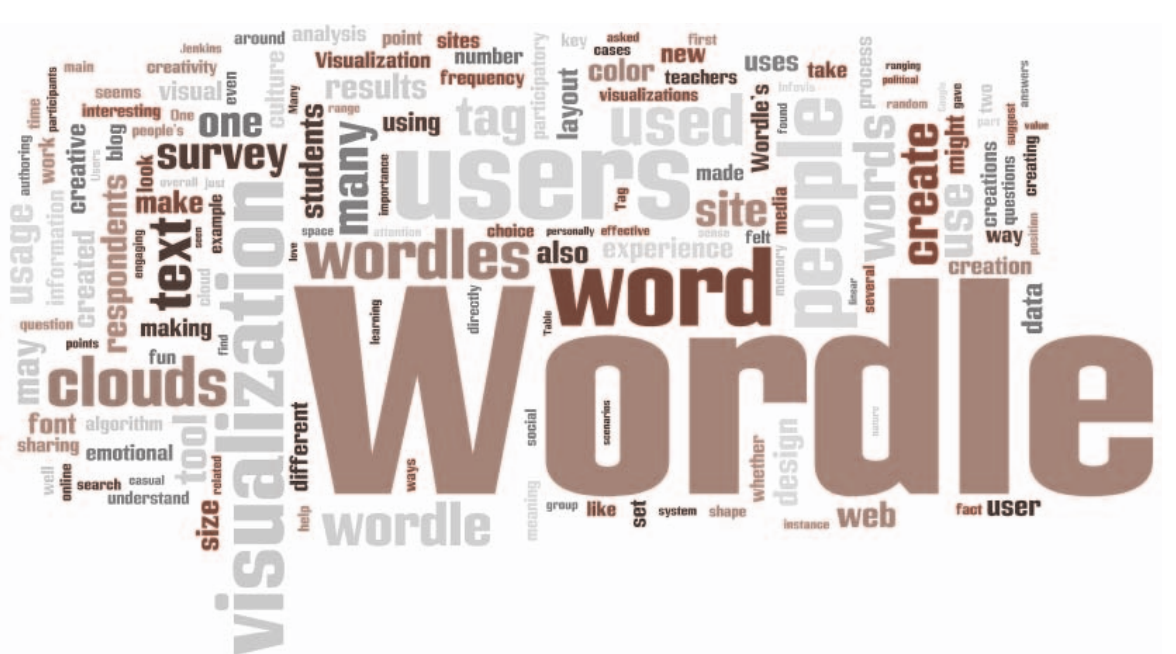 around
analysis
point
sites
key
asked
cases
first
new
Jenkins
main
creativity
Visualization
number
frequency
participatory
layout
color
teachers
visualizations
uses
take
process
ranging
political
random
Google
infovis
two
part
answers
seems
visual
even
culture
Many
results
range
using
tag
used
Wordle's
found
time
participants
interesting
One
people's
one
survey
students
many
users
made
people
words
create
might
gave
suggest
value
authoring
work
creative
Users
blog
look
overall
just
importance
Tag
site
media
use
creations
questions
creating
usage
information
created
respondents
engaging
make
text
seen
example
cloud
visualization
space
attention
love
choice
personally
effective
sense
felt
memory
way
position
wordles
also
experience
creation
word
linear
several
data
question
points
making
fun
find
learning
directly
Table
may
clouds
Wordle
font
algorithm
sharing
emotional
tool
different
ways
social
scenarios
whether
design
nature
well
online
search
casual
understand
related
size
help
wordle
meaning
group
like
set
system
shape
instance
web
fact
user